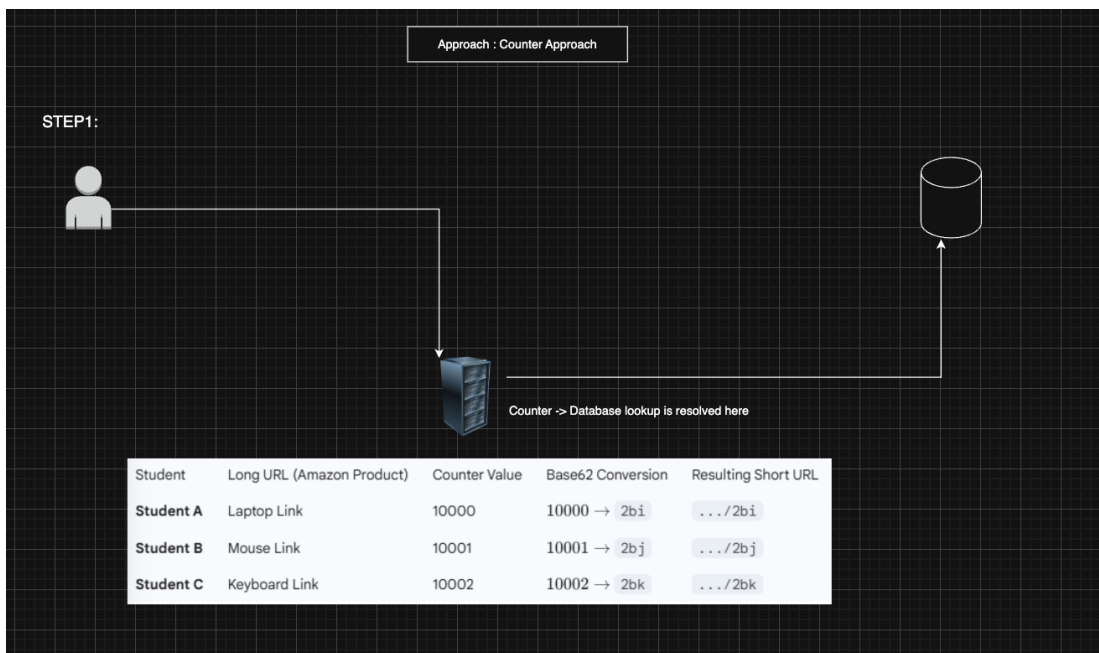 Approach : Counter Approach
STEP1:
Counter -> Database lookup is resolved here
Student Long URL (Amazon Product) Counter Value Base62 Conversion Resulting Short URL
Student A Laptop Link 10000 10000 → 2bi .../2bi
Student B Mouse Link 10001 10001 → 2bj .../2bj
Student C Keyboard Link 10002 10002 → 2bk .../2bk